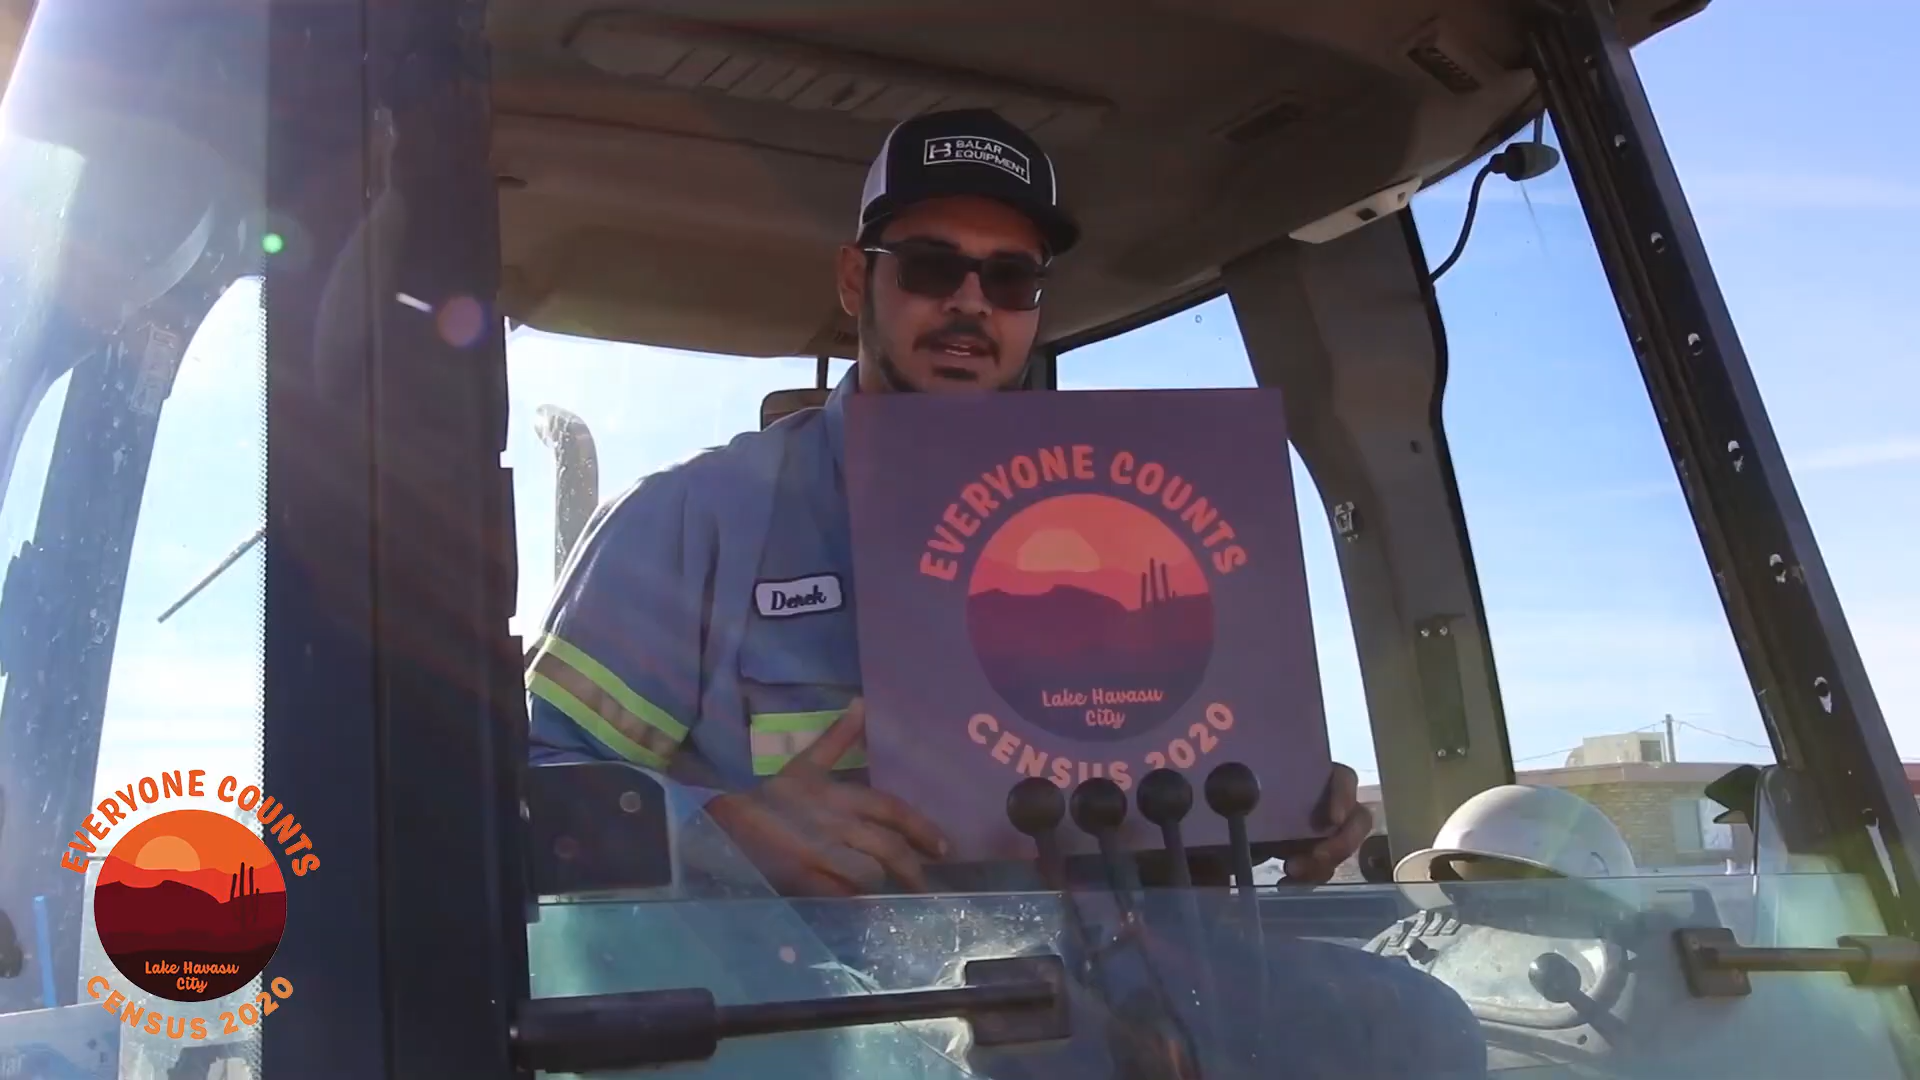 BALAR
EQUIPMENT
Derek
EVERYONE COUNTS
Lake Havasu
City
CENSUS 2020
EVERYONE COUNTS
Lake Havasu
City
CENSUS 2020